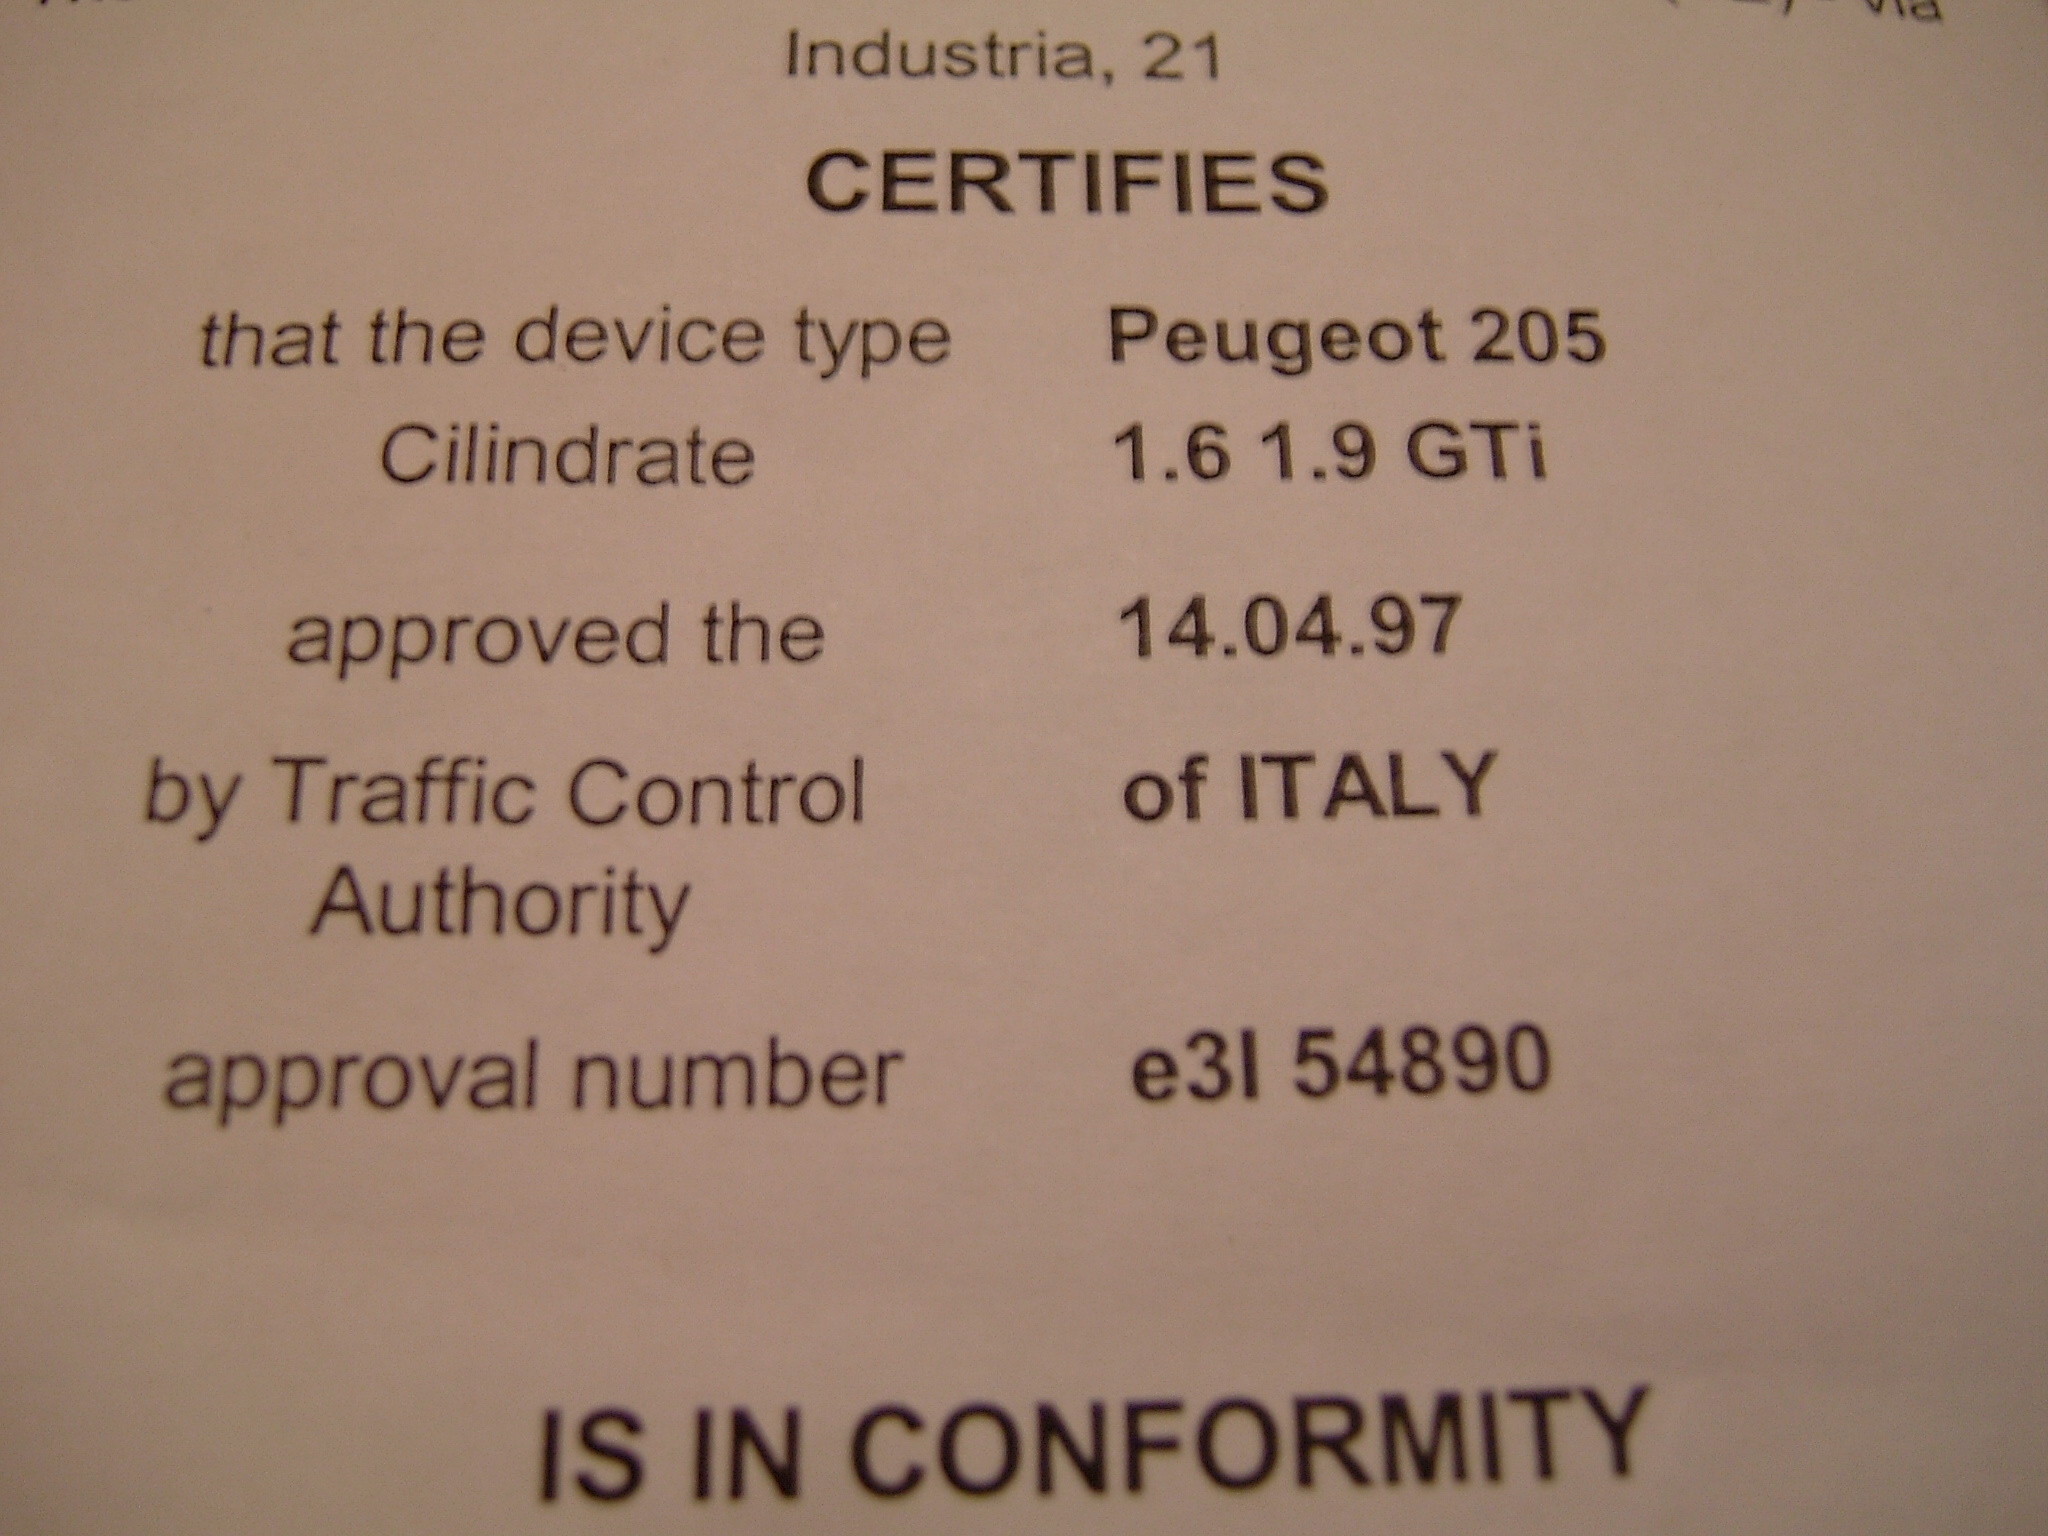 via
Industria, 21
CERTIFIES
that the device type Peugeot 205
Cilindrate 1.6 1.9 GTi
approved the 14.04.97
by Traffic Control of ITALY
Authority
approval number e3I 54890
IS IN CONFORMITY